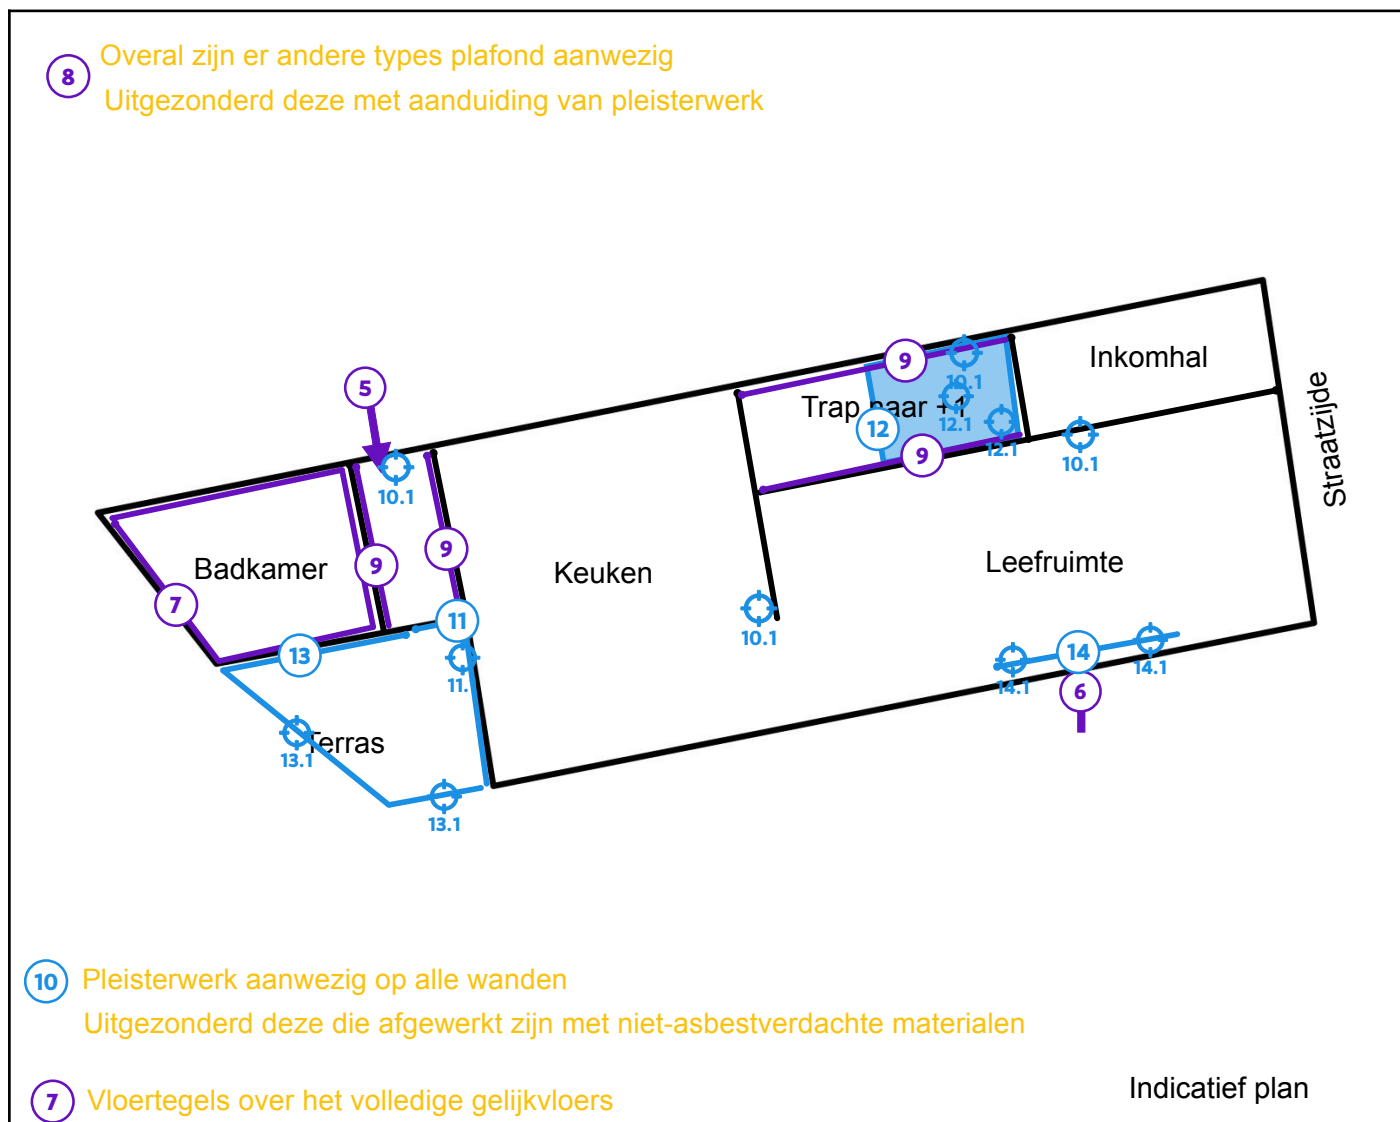 8 Overal zijn er andere types plafond aanwezig
Uitgezonderd deze met aanduiding van pleisterwerk
Inkomhal
9
10.1
5
Trap naar +1
12.1
12
12.1
10.1
Straatzijde
9
10.1
9
9
Badkamer
Keuken
Leefruimte
7
10.1
11
13
11.
14
14.1
14.1
6
Terras
13.1
13.1
10 Pleisterwerk aanwezig op alle wanden
Uitgezonderd deze die afgewerkt zijn met niet-asbestverdachte materialen
7 Vloertegels over het volledige gelijkvloers
Indicatief plan